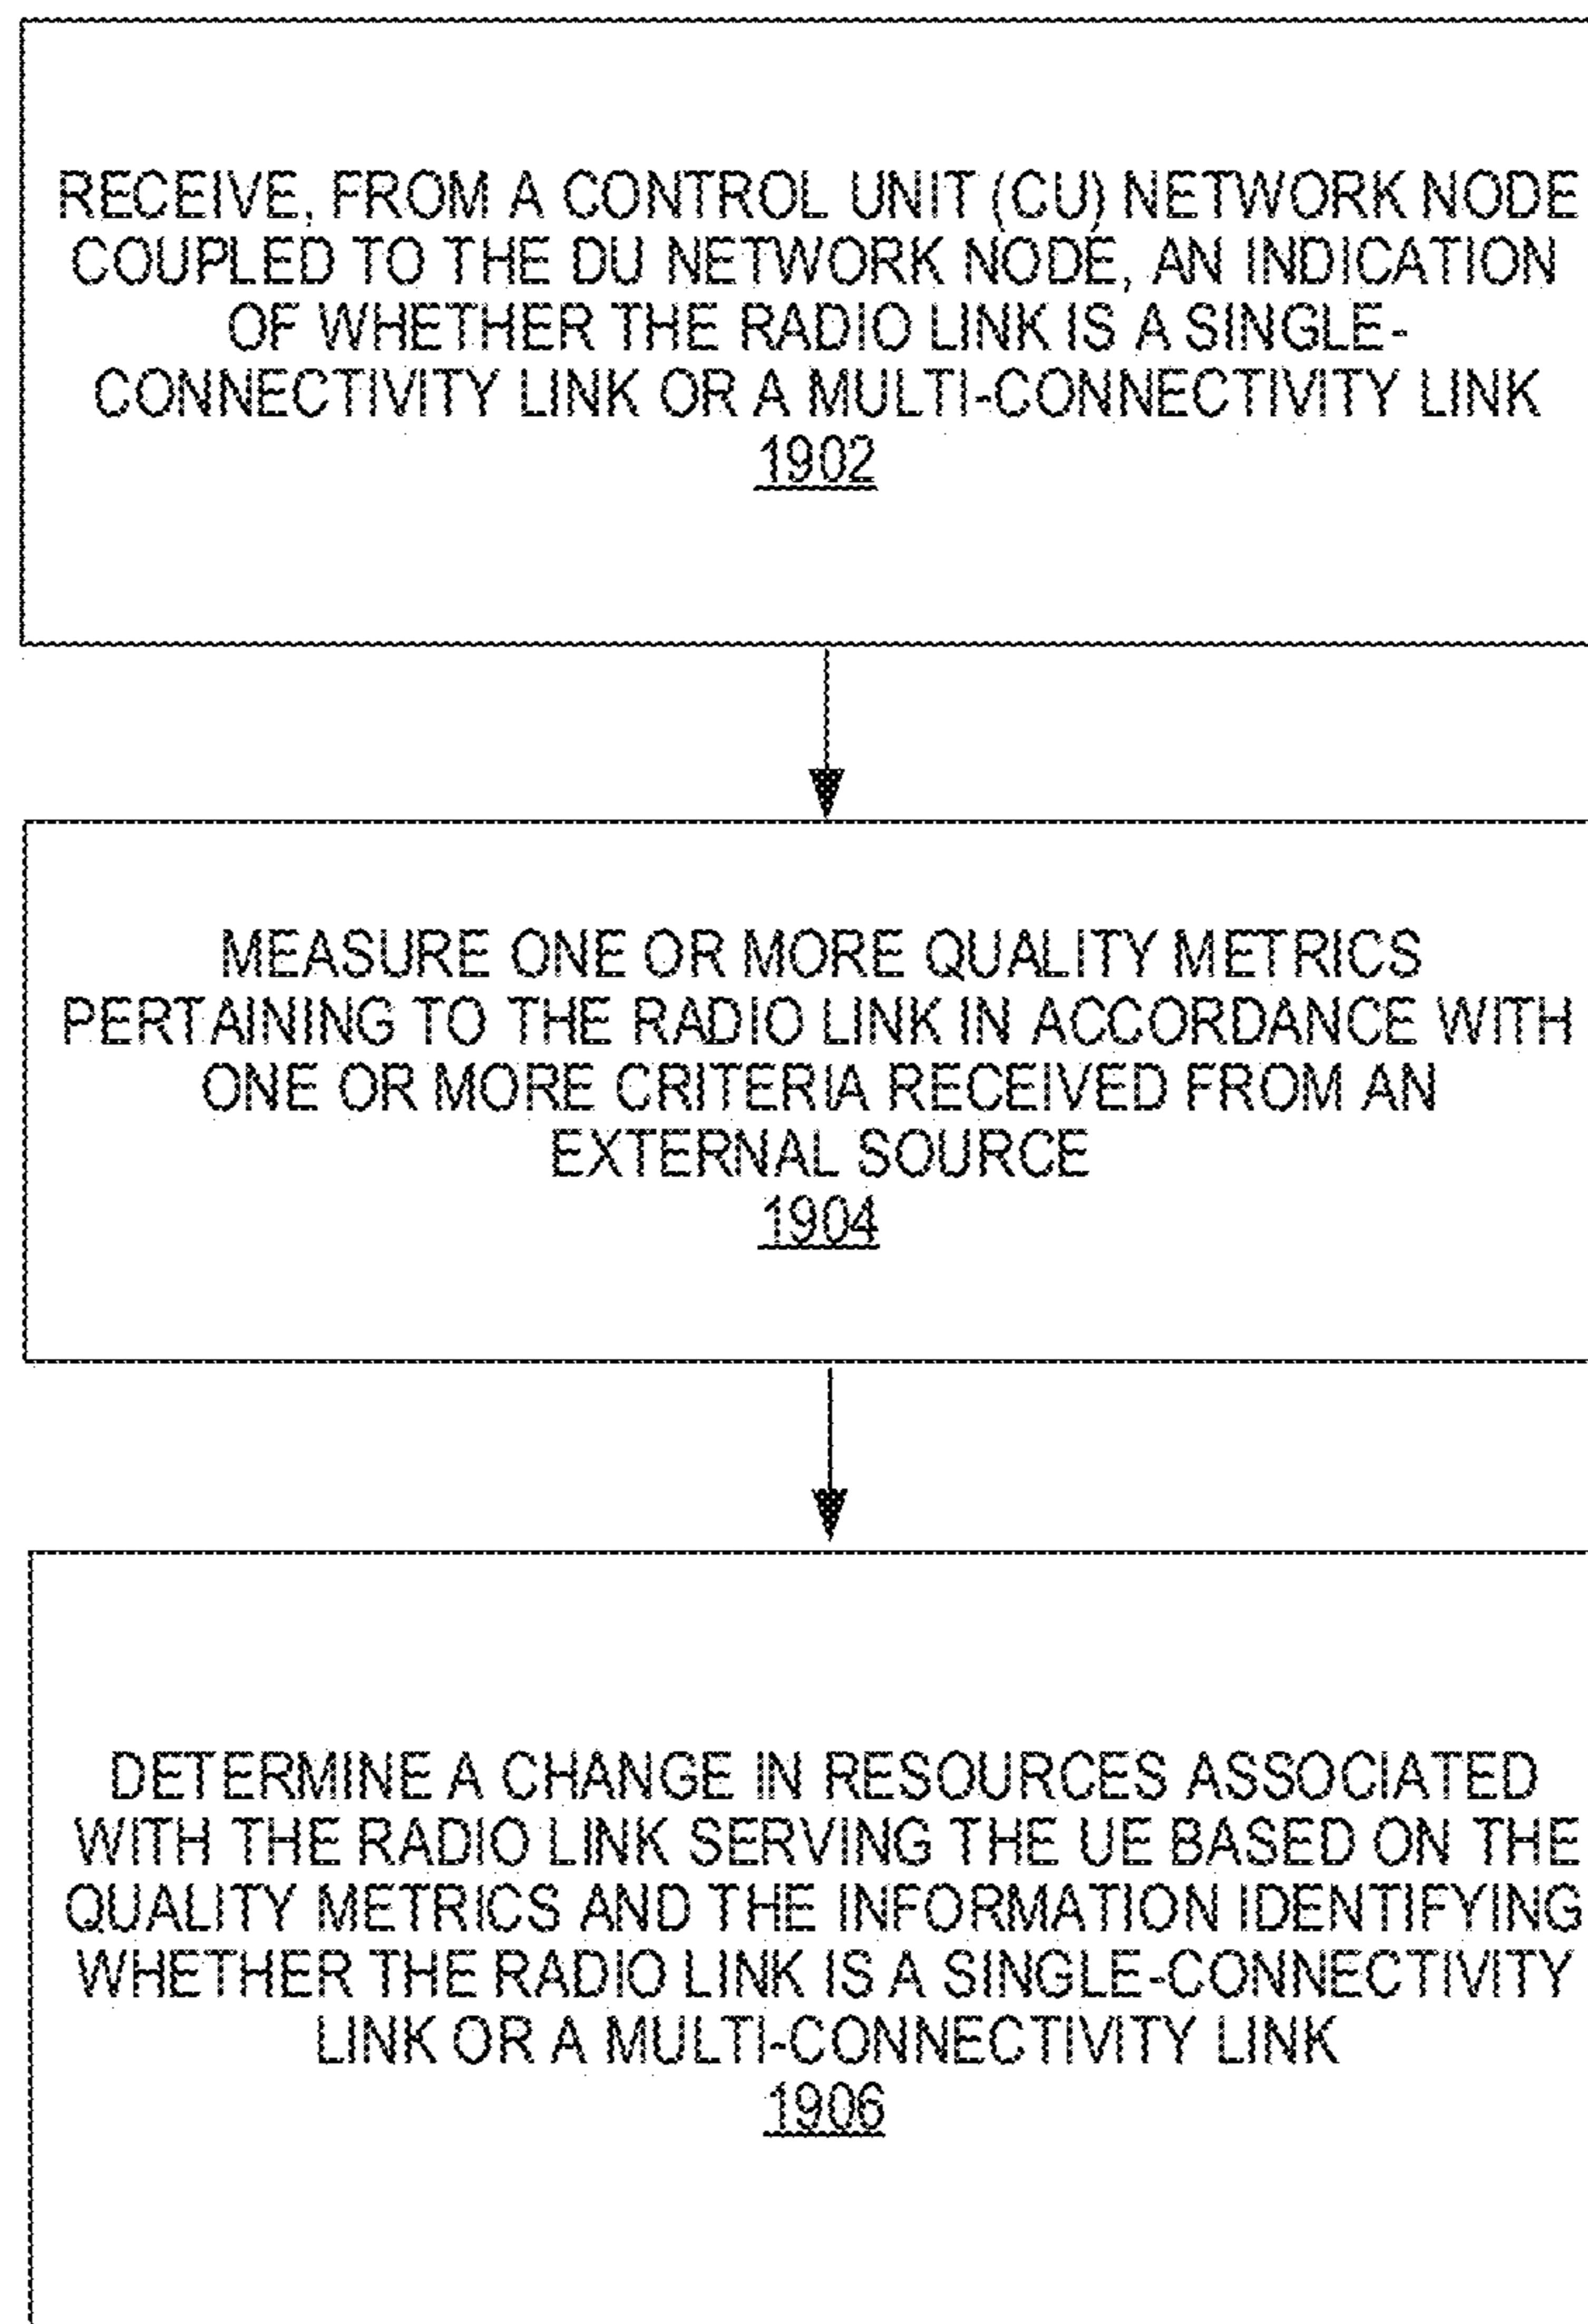 RECEIVE, FROM A CONTROL UNIT (CU) NETWORK NODE
COUPLED TO THE DU NETWORK NODE, AN INDICATION
OF WHETHER THE RADIO LINK IS A SINGLE-
CONNECTIVITY LINK OR A MULTI-CONNECTIVITY LINK
1902
MEASURE ONE OR MORE QUALITY METRICS
PERTAINING TO THE RADIO LINK IN ACCORDANCE WITH
ONE OR MORE CRITERIA RECEIVED FROM AN
EXTERNAL SOURCE
1904
DETERMINE A CHANGE IN RESOURCES ASSOCIATED
WITH THE RADIO LINK SERVING THE UE BASED ON THE
QUALITY METRICS AND THE INFORMATION IDENTIFYING
WHETHER THE RADIO LINK IS A SINGLE-CONNECTIVITY
LINK OR A MULTI-CONNECTIVITY LINK
1906